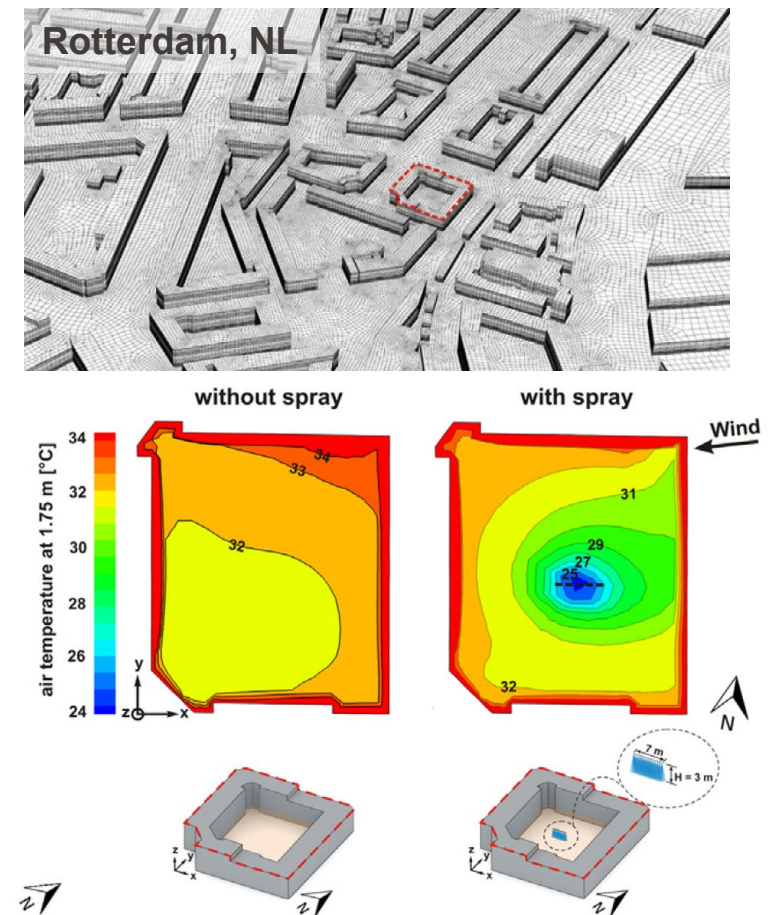 Rotterdam, NL
without spray
with spray
Wind
air temperature at 1.75 m [°C]
34
32
30
28
26
24
34
33
32
y
z
x
31
29
27
25
32
N
7 m
H = 3 m
z
y
x
N
z
y
x
N
N